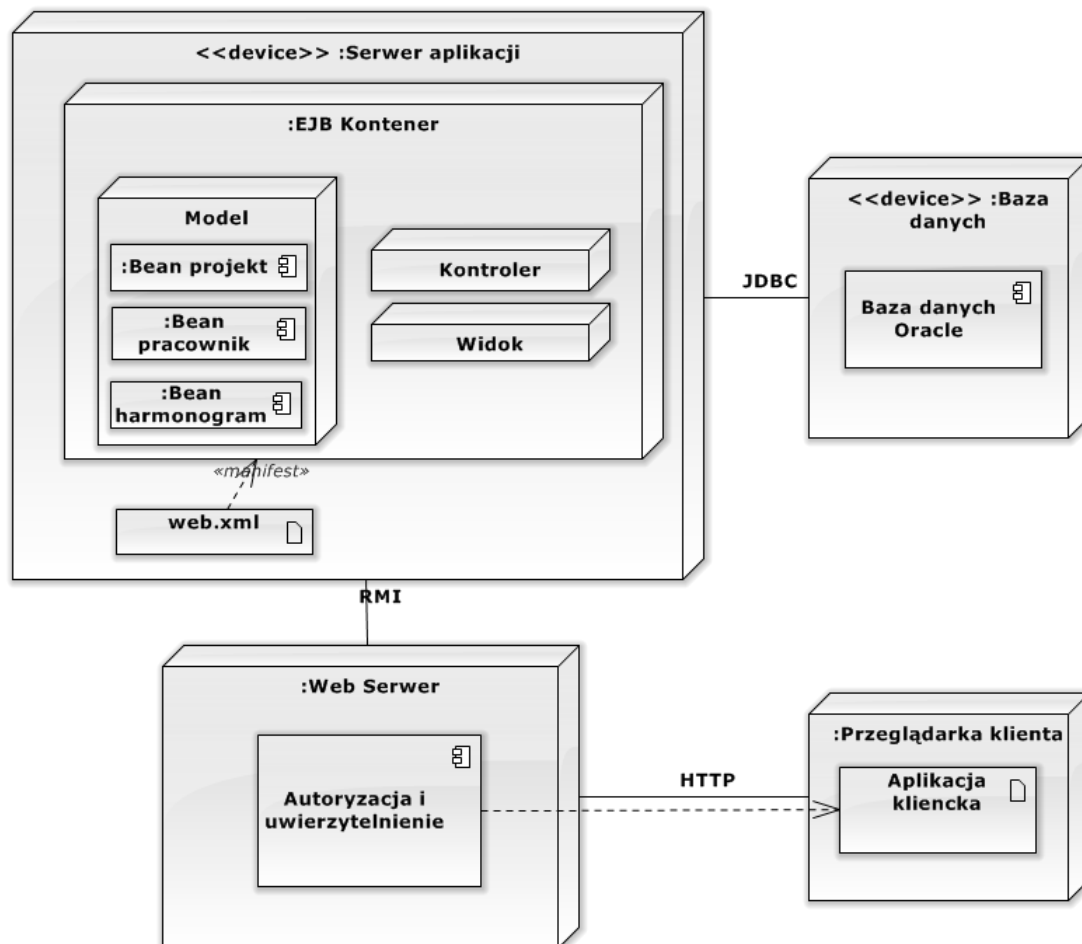 <<device>> :Serwer aplikacji
:EJB Kontener
Model
:Bean projekt
:Bean
pracownik
:Bean
harmonogram
Kontroler
Widok
«manifest»
web.xml
JDBC
<<device>> :Baza
danych
Baza danych
Oracle
RMI
:Web Serwer
Autoryzacja i
uwierzytelnienie
HTTP
:Przeglądarka klienta
Aplikacja
kliencka